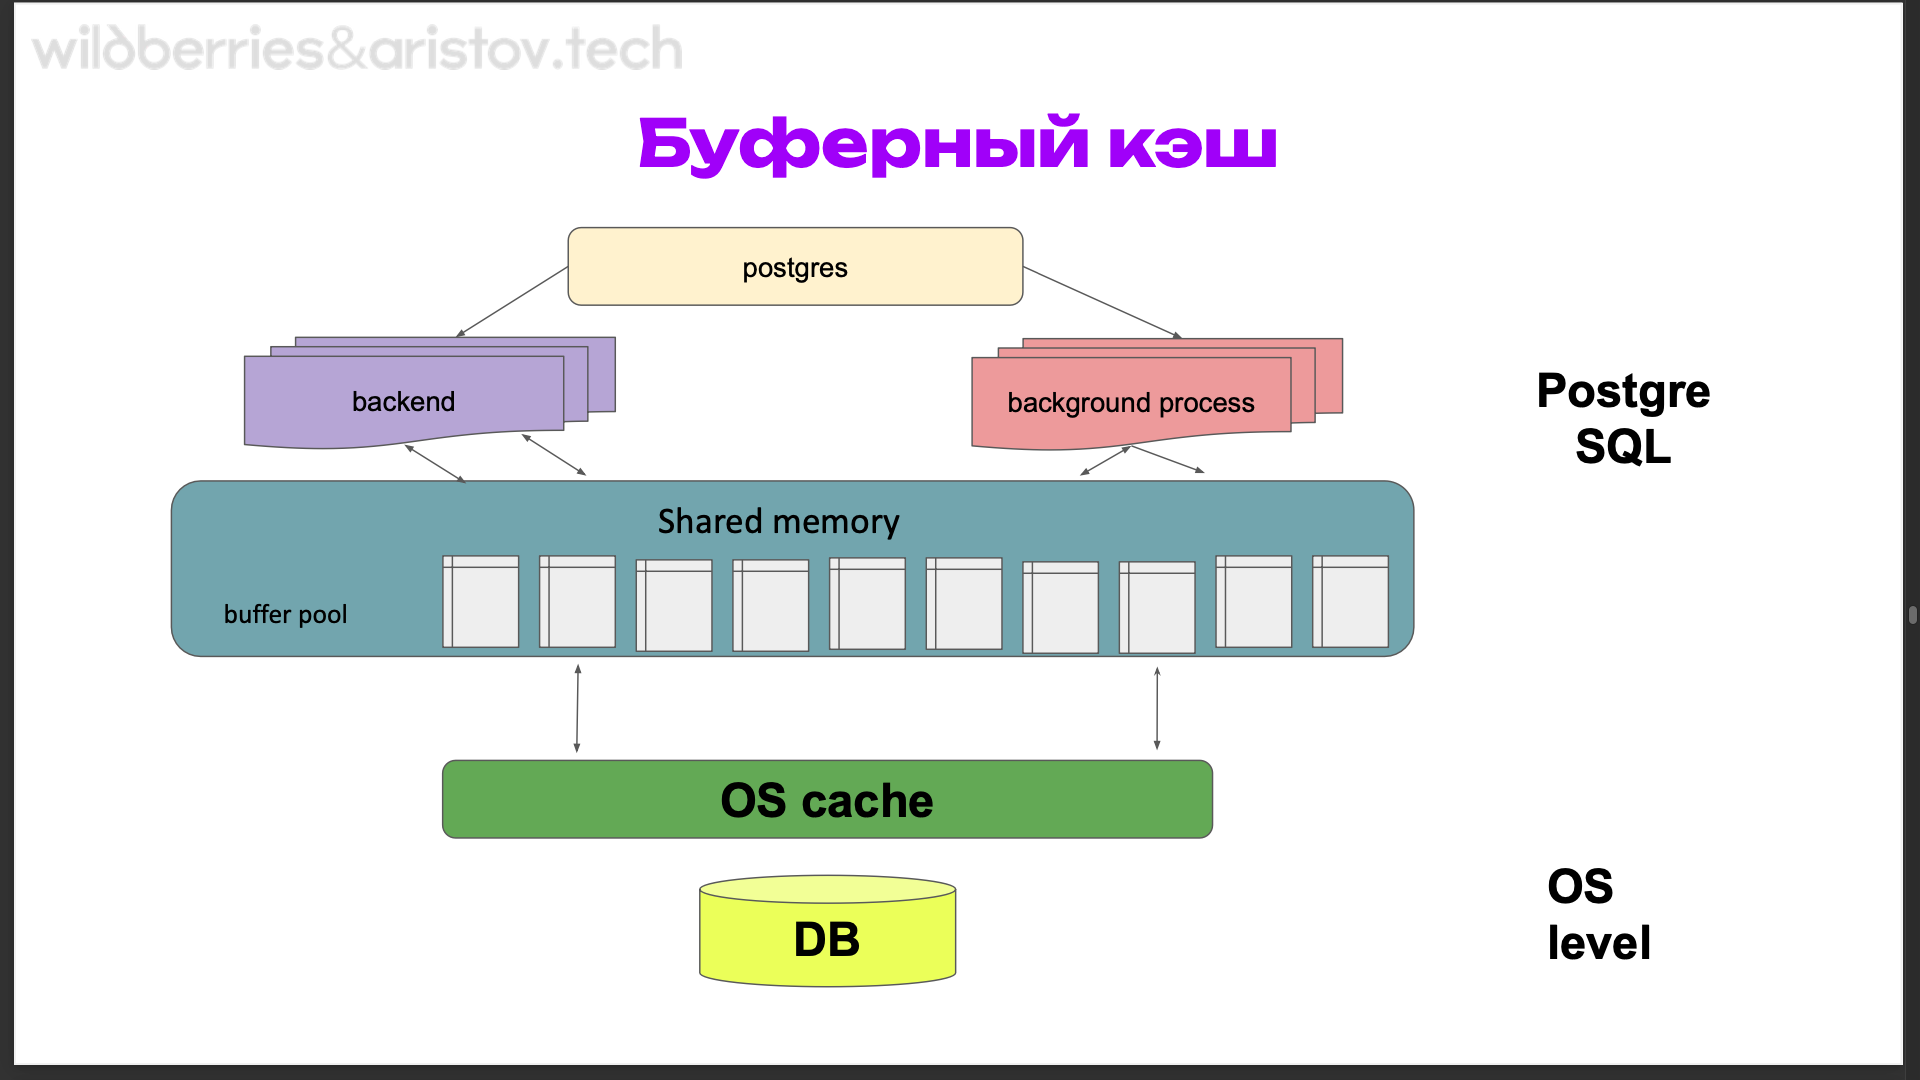 wildberries&aristov.tech
Буферный кэш
postgres
backend
background process
Postgre
SQL
Shared memory
buffer pool
OS cache
DB
OS
level